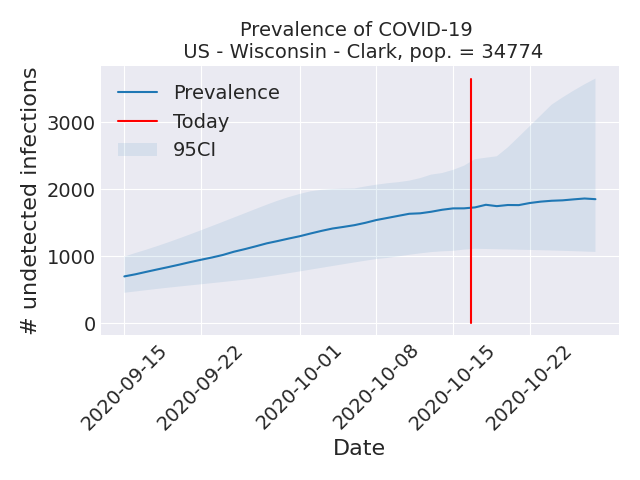 Prevalence of COVID-19
US - Wisconsin - Clark, pop. = 34774
# undetected infections
3000
2000
1000
0
Prevalence
Today
95CI
2020-09-15
2020-09-22
2020-10-01
2020-10-08
2020-10-15
2020-10-22
Date